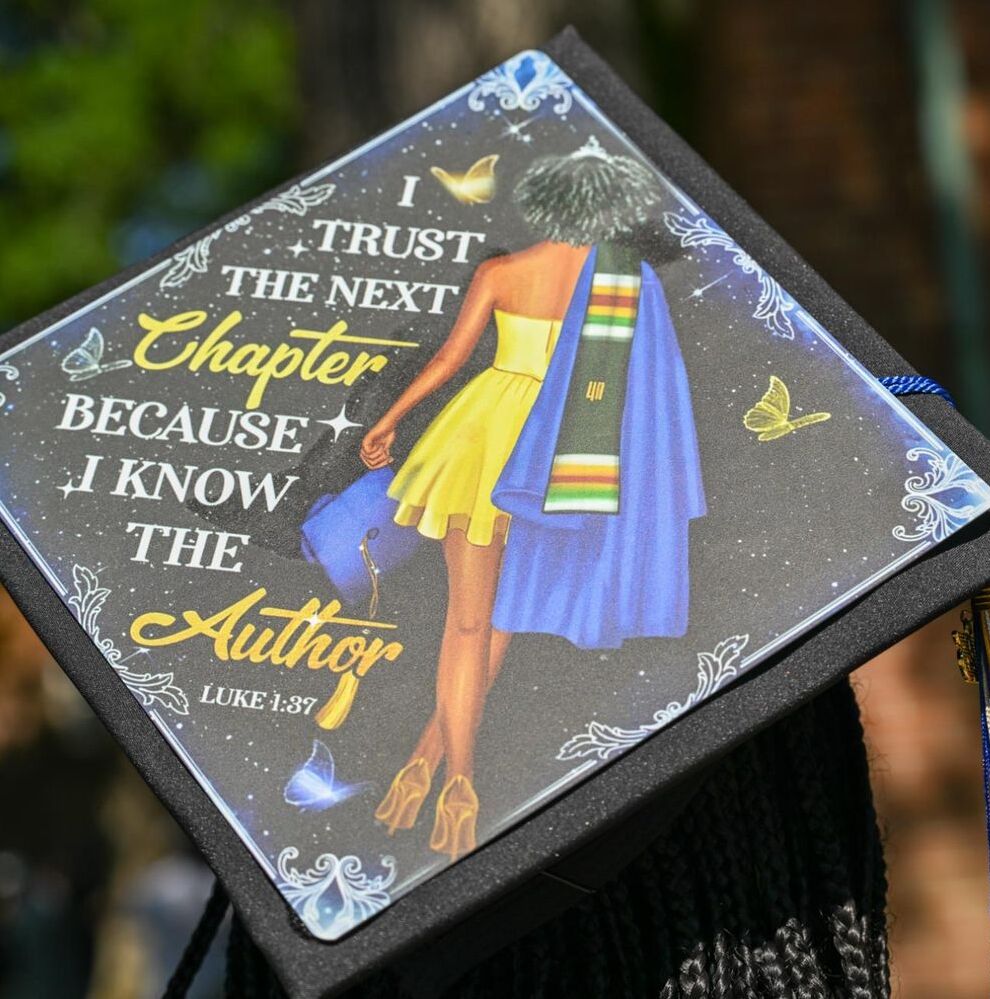 I
TRUST
THE NEXT
Chapter
BECAUSE
I KNOW
THE
Author
LUKE 1:37